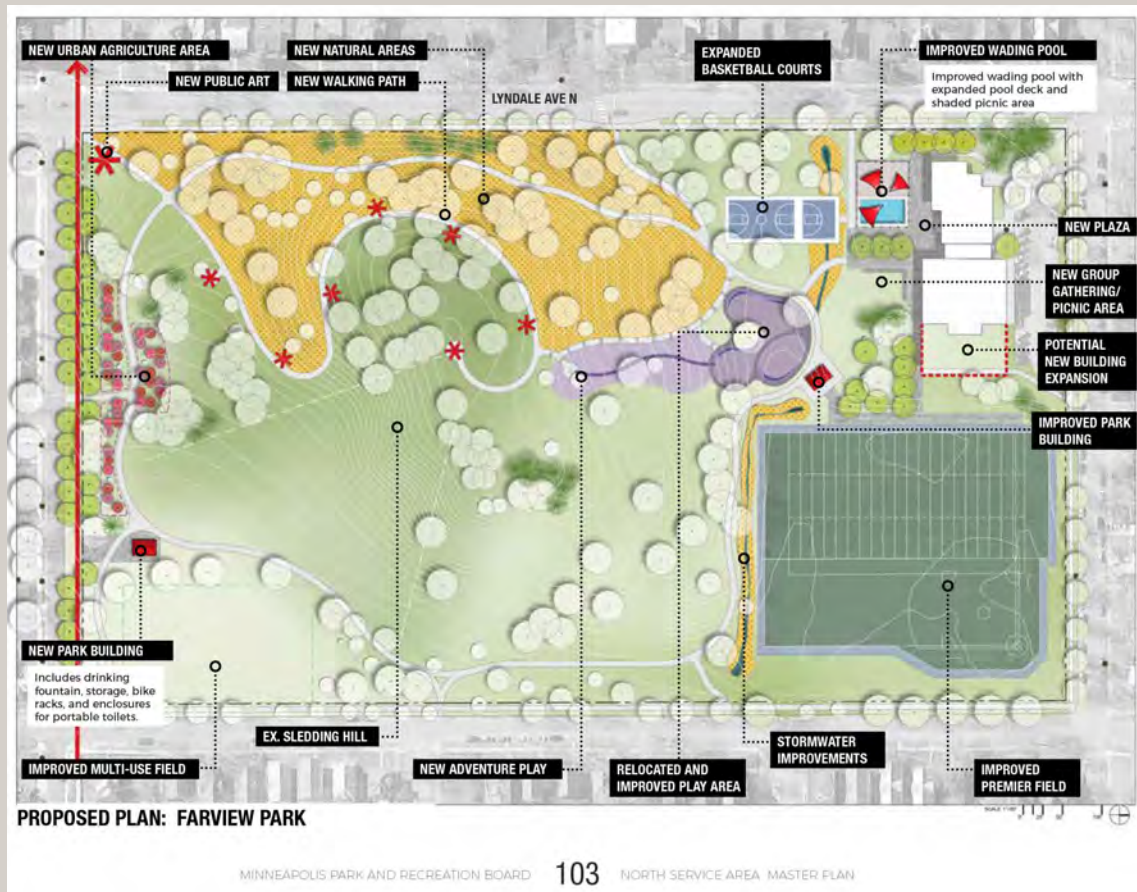 NEW URBAN AGRICULTURE AREA
NEW NATURAL AREAS
EXPANDED
BASKETBALL COURTS
IMPROVED WADING POOL
Improved wading pool with
expanded pool deck and
shaded picnic area
NEW PUBLIC ART
NEW WALKING PATH
LYNDALE AVE N
NEW PLAZA
NEW GROUP
GATHERING/
PICNIC AREA
POTENTIAL
NEW BUILDING
EXPANSION
IMPROVED PARK
BUILDING
NEW PARK BUILDING
Includes drinking
fountain, storage, bike
racks, and enclosures
for portable toilets.
EX. SLEDDING HILL
STORMWATER
IMPROVEMENTS
IMPROVED MULTI-USE FIELD
NEW ADVENTURE PLAY
RELOCATED AND
IMPROVED PLAY AREA
IMPROVED
PREMIER FIELD
PROPOSED PLAN: FARVIEW PARK
MINNEAPOLIS PARK AND RECREATION BOARD 103 NORTH SERVICE AREA MASTER PLAN